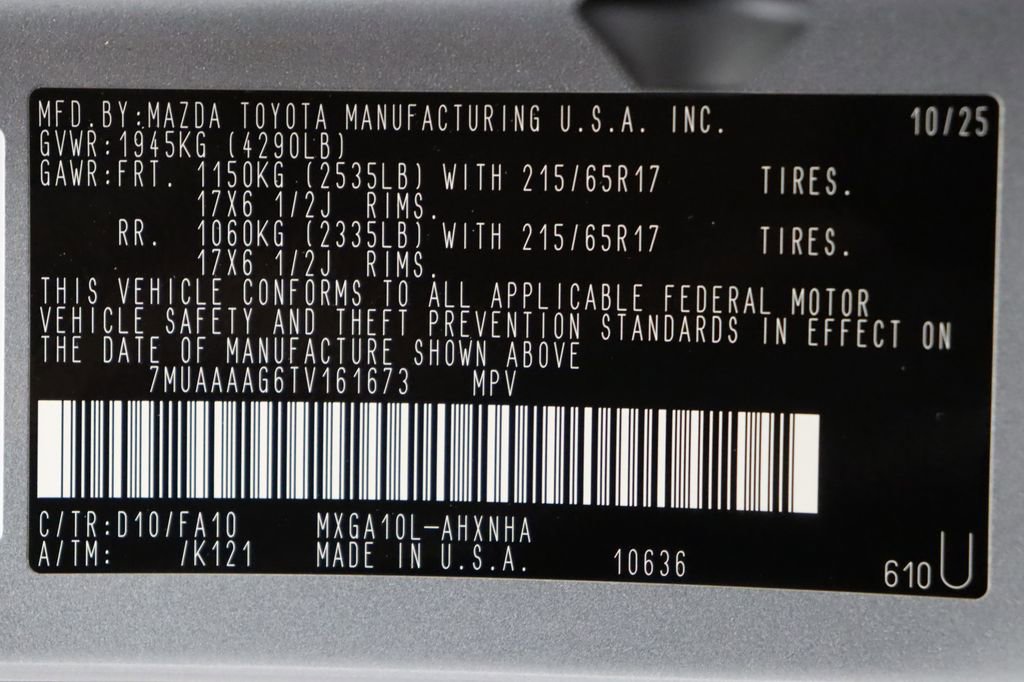 MFD.BY:MAZDA TOYOTA MANUFACTURING U.S.A. INC. 10/25
GVWR:1945KG (4290LB)
GAWR:FRT. 1150KG (2535LB) WITH 215/65R17 TIRES.
17X6 1/2J RIMS.
RR. 1060KG (2335LB) WITH 215/65R17 TIRES.
17X6 1/2J RIMS.
THIS VEHICLE CONFORMS TO ALL APPLICABLE FEDERAL MOTOR
VEHICLE SAFETY AND THEFT PREVENTION STANDARDS IN EFFECT ON
THE DATE OF MANUFACTURE SHOWN ABOVE
7MUAAAAG6TV161673 MPV
C/TR:D10/FA10 MXGA10L-AHXNHA
A/TM: /K121 MADE IN U.S.A. 10636 610U